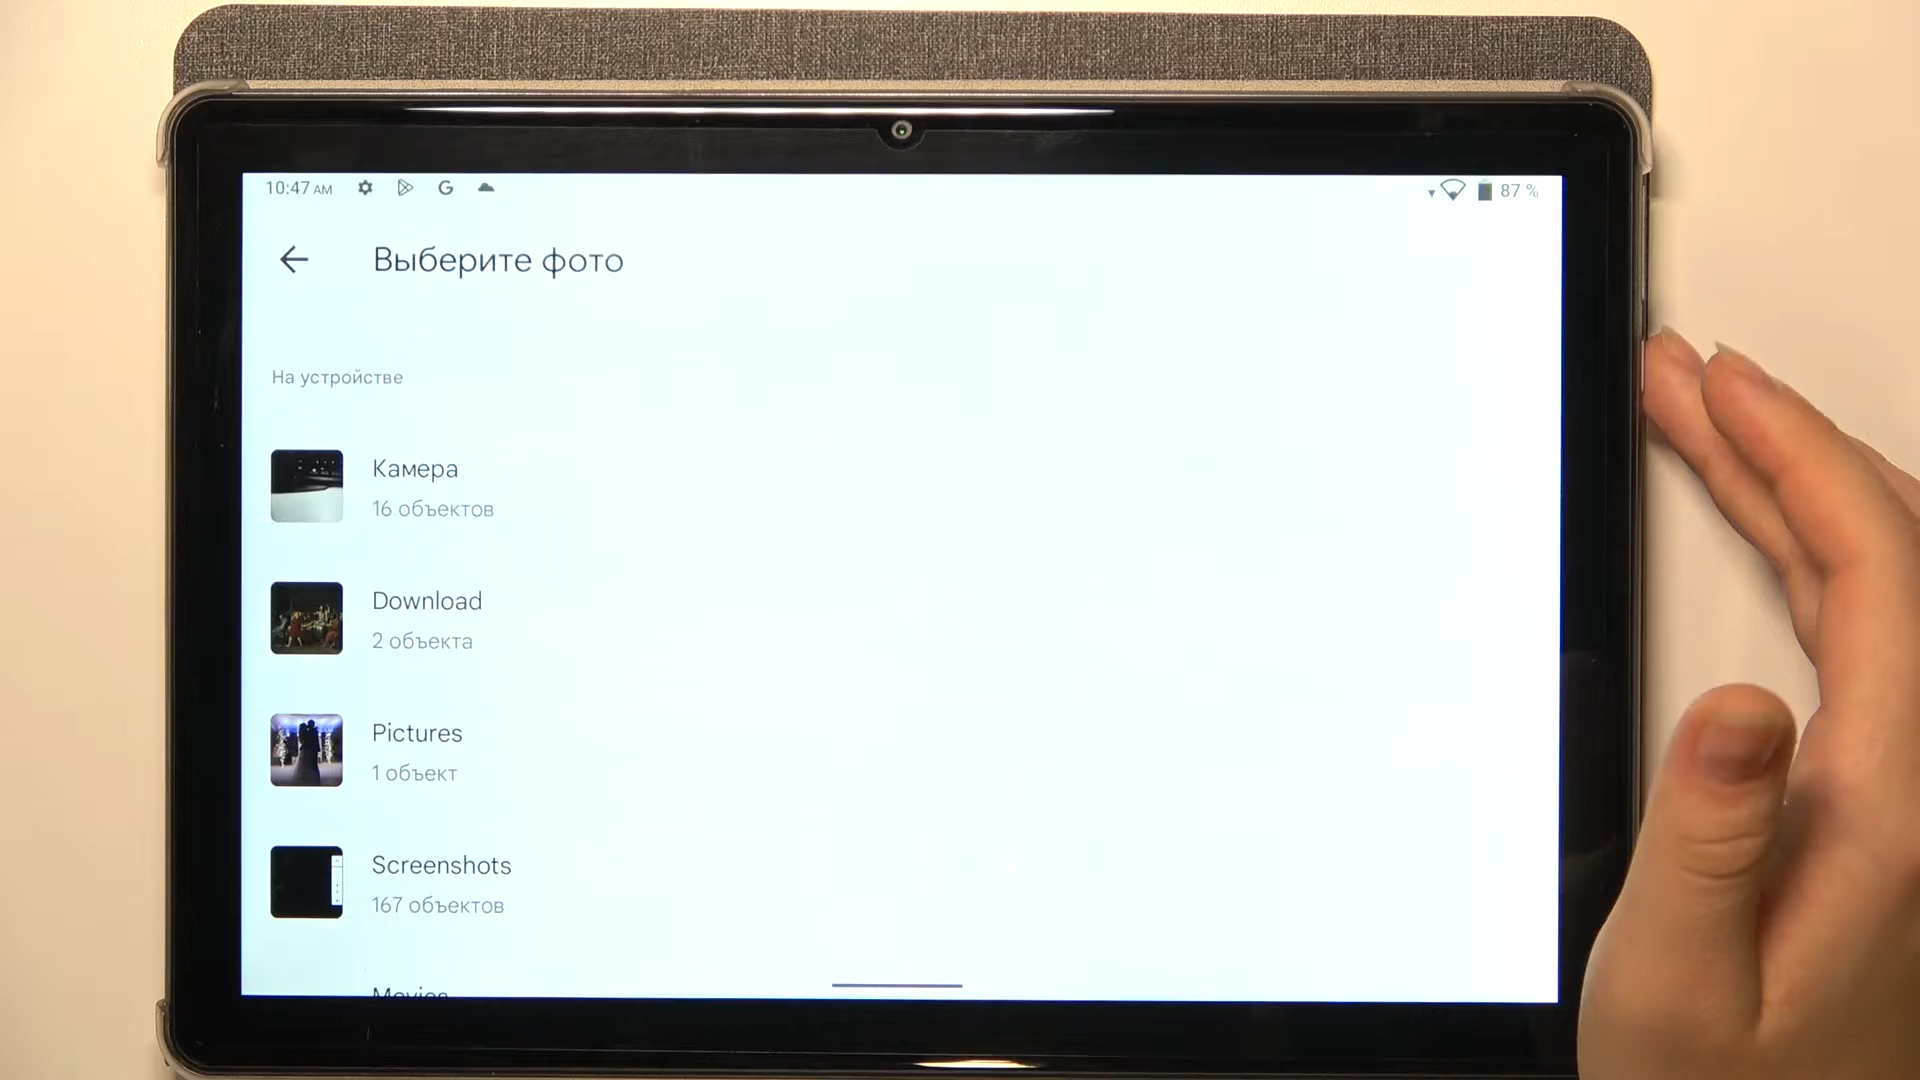 10:47 AM
87 %
Выберите фото
На устройстве
Камера
16 объектов
Download
2 объекта
Pictures
1 объект
Screenshots
167 объектов
Movies